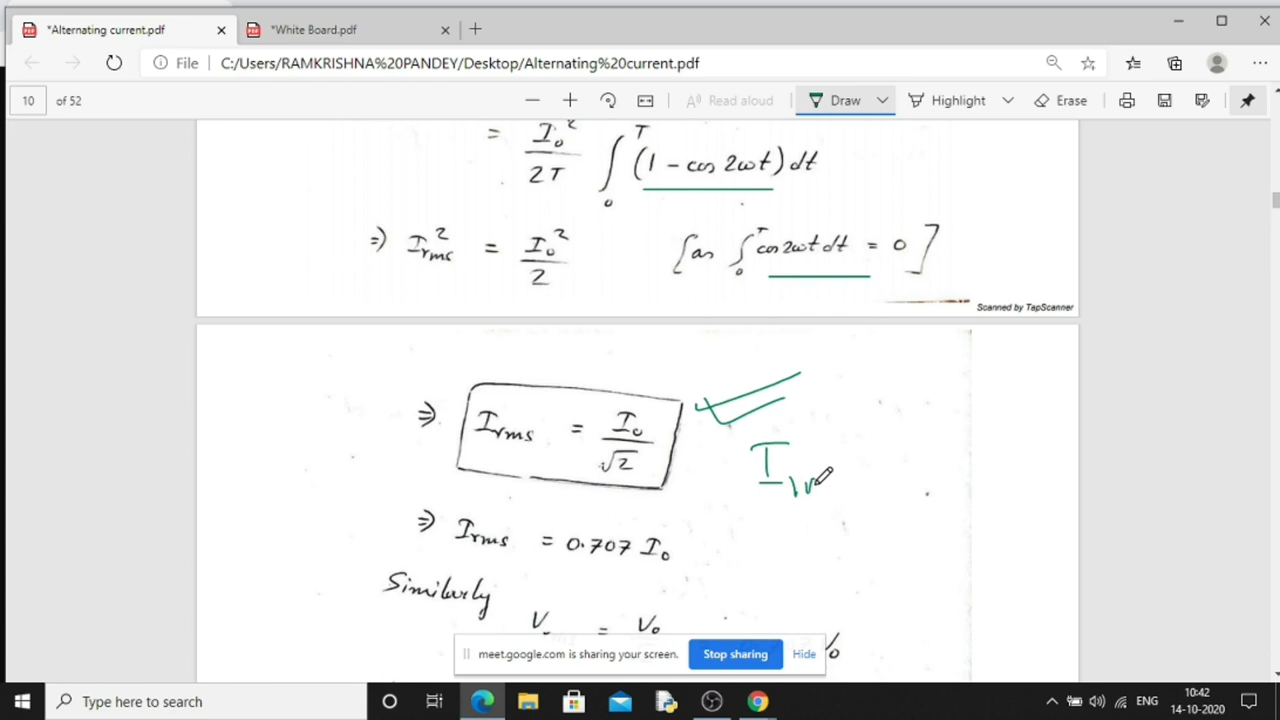 *Alternating current.pdf
*White Board.pdf
File | C:/Users/RAMKRISHNA%20PANDEY/Desktop/Alternating%20current.pdf
10 of 52
Read aloud
Draw
Highlight
Erase
= I₀² / 2T ∫₀ᵀ (1 - cos 2ωt) dt
⇒ I²rms = I₀² / 2 [as ∫₀ᵀ cos 2ωt dt = 0]
Scanned by TapScanner
⇒ Irms = I₀ / √2
I
⇒ Irms = 0.707 I₀
Similarly
V = V₀
meet.google.com is sharing your screen.
Stop sharing
Hide
Type here to search
ENG
10:42
14-10-2020